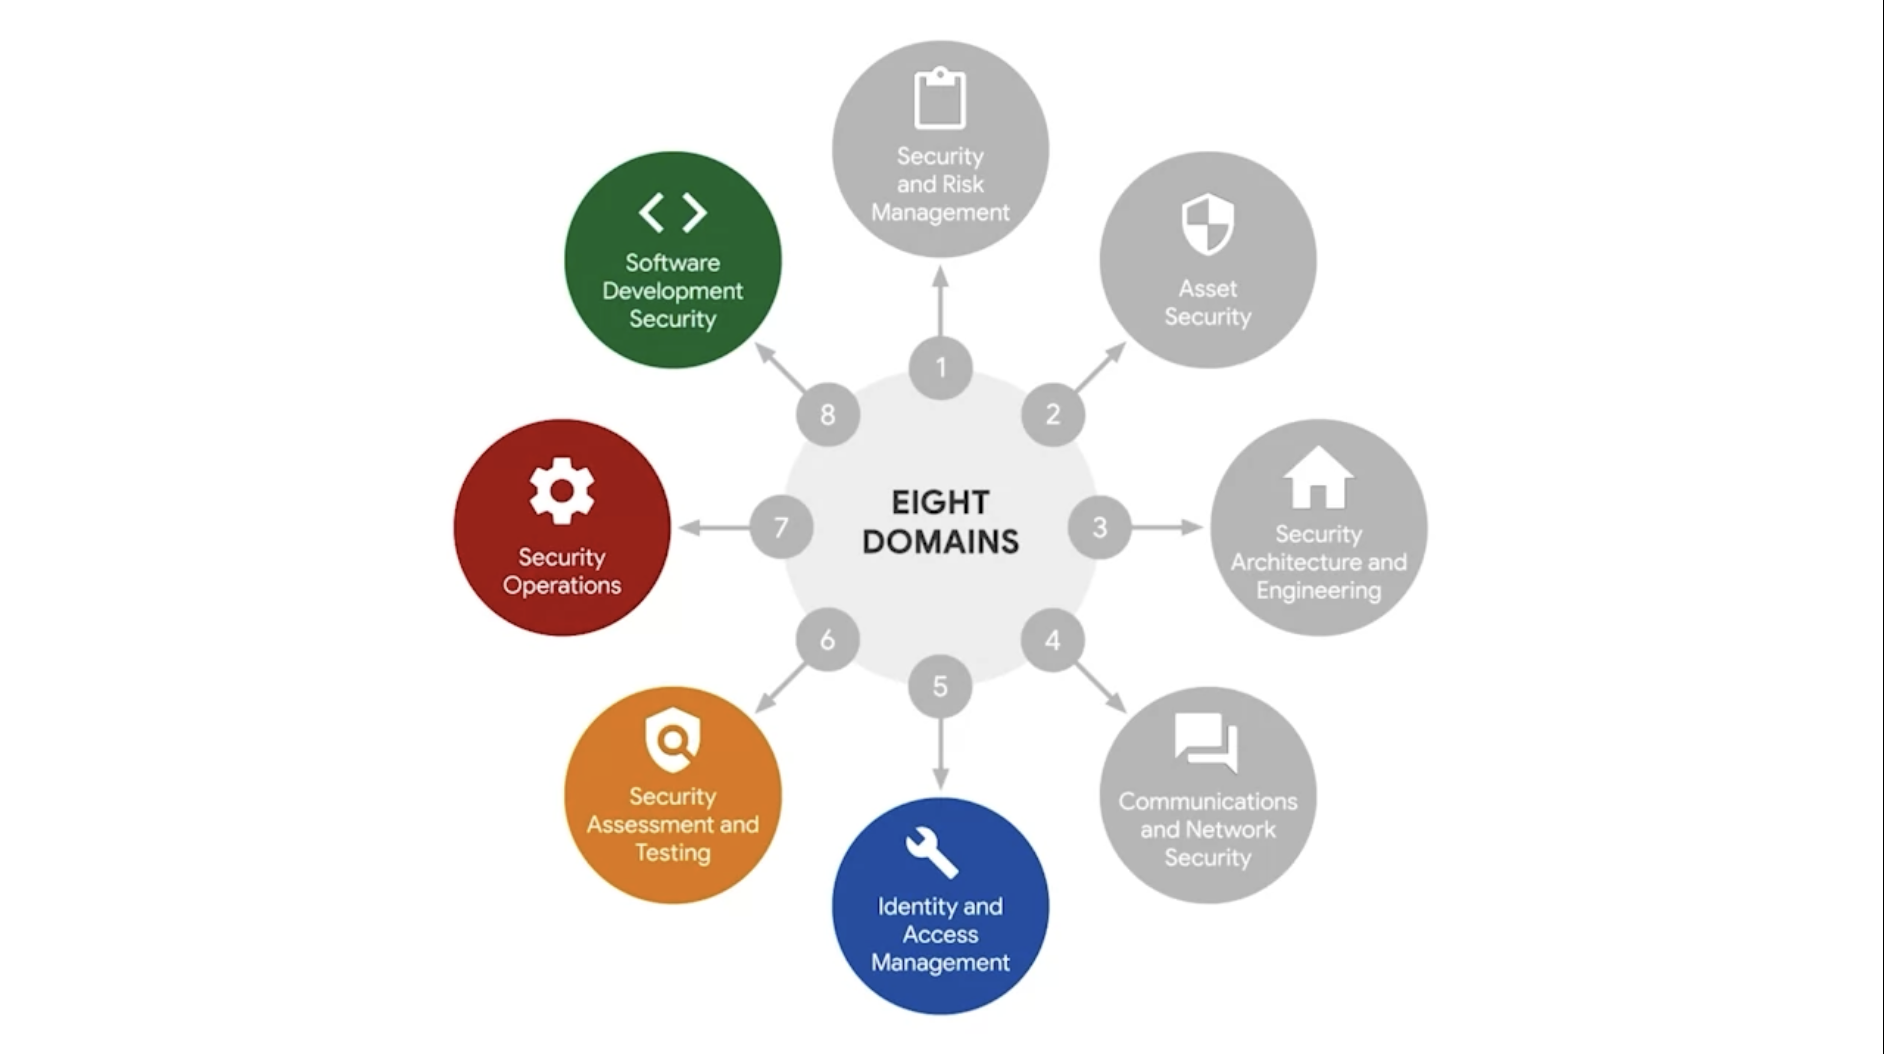 EIGHT
DOMAINS
1
Security
and Risk
Management
2
Asset
Security
3
Security
Architecture and
Engineering
4
Communications
and Network
Security
5
Identity and
Access
Management
6
Security
Assessment and
Testing
7
Security
Operations
8
Software
Development
Security